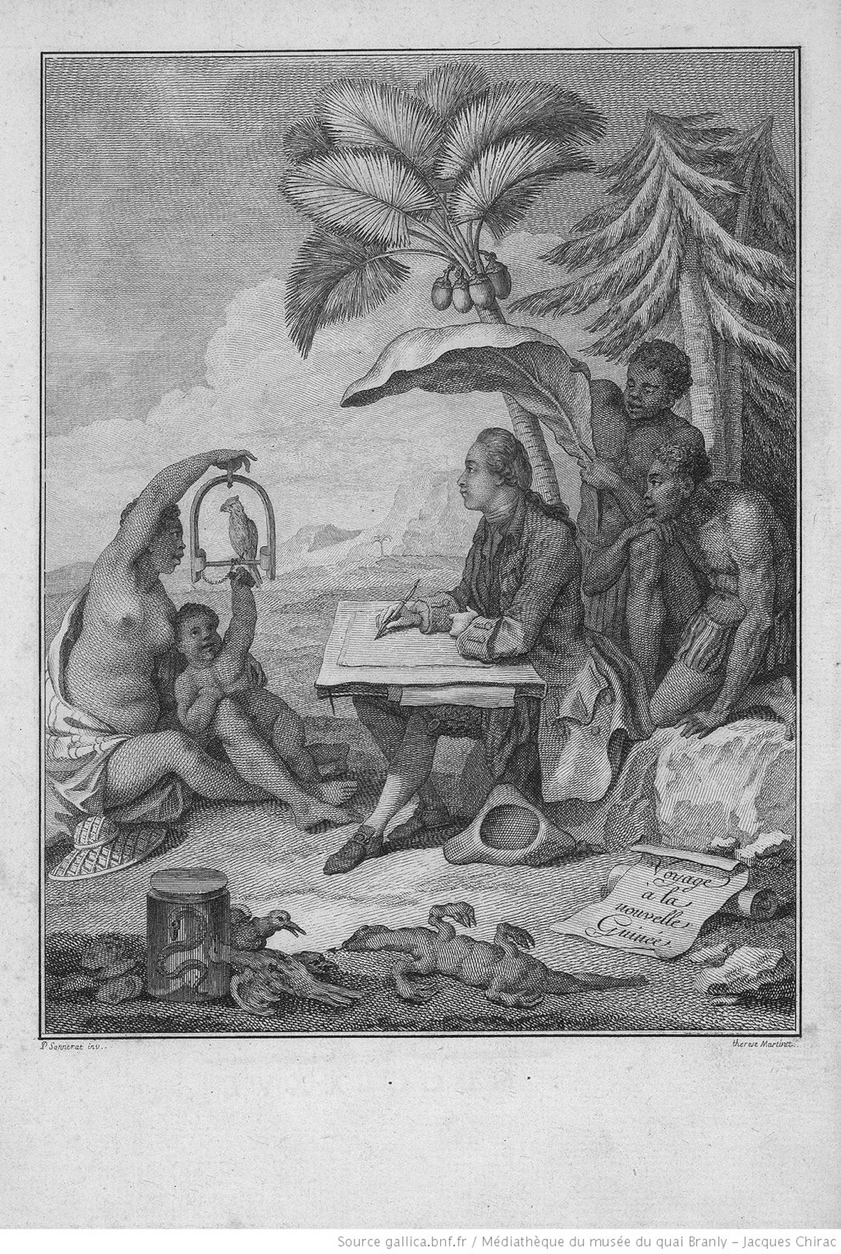 Voyage
à la
nouvelle
Guinee
P. Sonnerat inv.
therese Martinet.
Source gallica.bnf.fr / Médiathèque du musée du quai Branly – Jacques Chirac